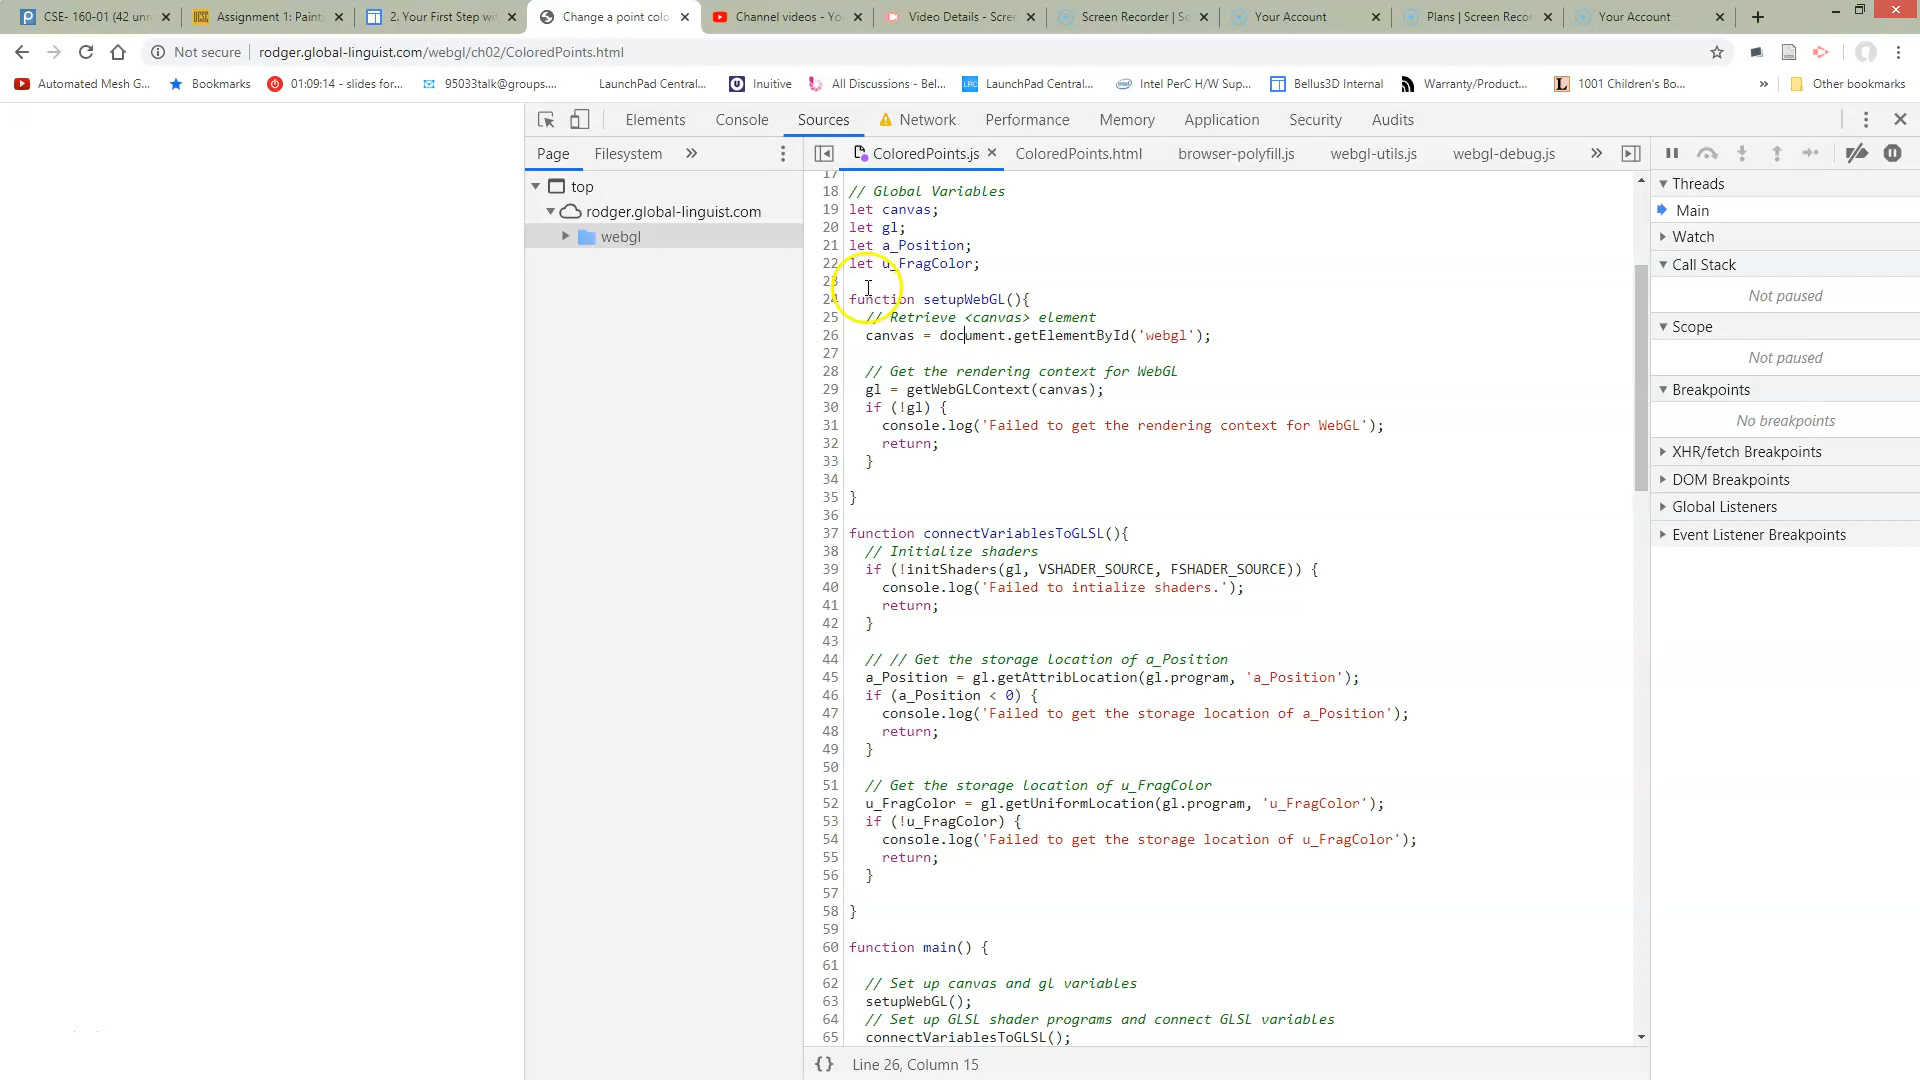 CSE- 160-01 (42 unr
Assignment 1: Paint
2. Your First Step wit
Change a point colo
Channel videos - Yo
Video Details - Scree
Screen Recorder | Sc
Your Account
Plans | Screen Recor
Your Account
Not secure
rodger.global-linguist.com/webgl/ch02/ColoredPoints.html
Automated Mesh G...
Bookmarks
01:09:14 - slides for...
95033talk@groups....
LaunchPad Central...
Inuitive
All Discussions - Bel...
LPC
LaunchPad Central...
Intel PerC H/W Sup...
Bellus3D Internal
Warranty/Product...
1001 Children's Bo...
»
Other bookmarks
Elements
Console
Sources
Network
Performance
Memory
Application
Security
Audits
Page
Filesystem
»
ColoredPoints.js
ColoredPoints.html
browser-polyfill.js
webgl-utils.js
webgl-debug.js
»
top
rodger.global-linguist.com
webgl
17
18 // Global Variables
19 let canvas;
20 let gl;
21 let a_Position;
22 let u_FragColor;
23
24 function setupWebGL(){
25 // Retrieve <canvas> element
26 canvas = document.getElementById('webgl');
27
28 // Get the rendering context for WebGL
29 gl = getWebGLContext(canvas);
30 if (!gl) {
31 console.log('Failed to get the rendering context for WebGL');
32 return;
33 }
34
35 }
36
37 function connectVariablesToGLSL(){
38 // Initialize shaders
39 if (!initShaders(gl, VSHADER_SOURCE, FSHADER_SOURCE)) {
40 console.log('Failed to intialize shaders.');
41 return;
42 }
43
44 // // Get the storage location of a_Position
45 a_Position = gl.getAttribLocation(gl.program, 'a_Position');
46 if (a_Position < 0) {
47 console.log('Failed to get the storage location of a_Position');
48 return;
49 }
50
51 // Get the storage location of u_FragColor
52 u_FragColor = gl.getUniformLocation(gl.program, 'u_FragColor');
53 if (!u_FragColor) {
54 console.log('Failed to get the storage location of u_FragColor');
55 return;
56 }
57
58 }
59
60 function main() {
61
62 // Set up canvas and gl variables
63 setupWebGL();
64 // Set up GLSL shader programs and connect GLSL variables
65 connectVariablesToGLSL();
{} Line 26, Column 15
Threads
Main
Watch
Call Stack
Not paused
Scope
Not paused
Breakpoints
No breakpoints
XHR/fetch Breakpoints
DOM Breakpoints
Global Listeners
Event Listener Breakpoints